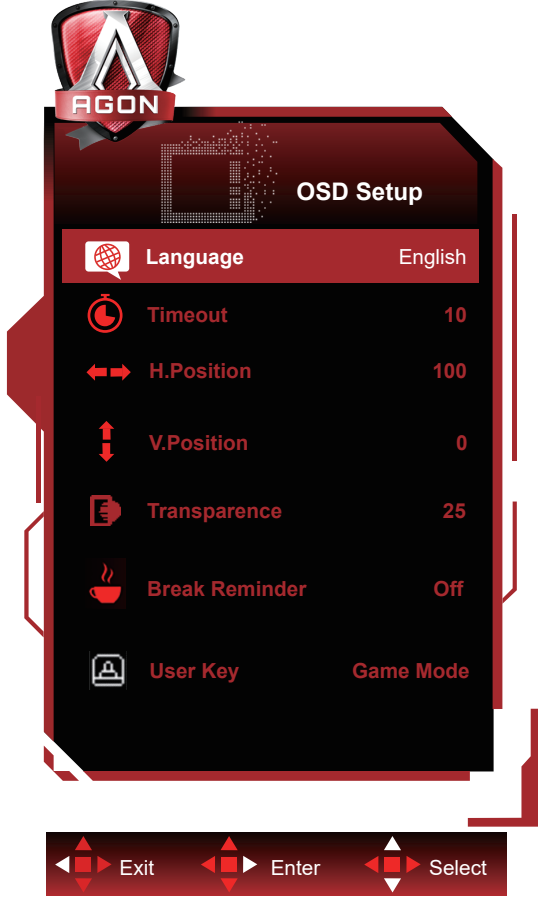 AGON
OSD Setup
Language English
Timeout 10
H.Position 100
V.Position 0
Transparence 25
Break Reminder Off
User Key Game Mode
Exit Enter Select